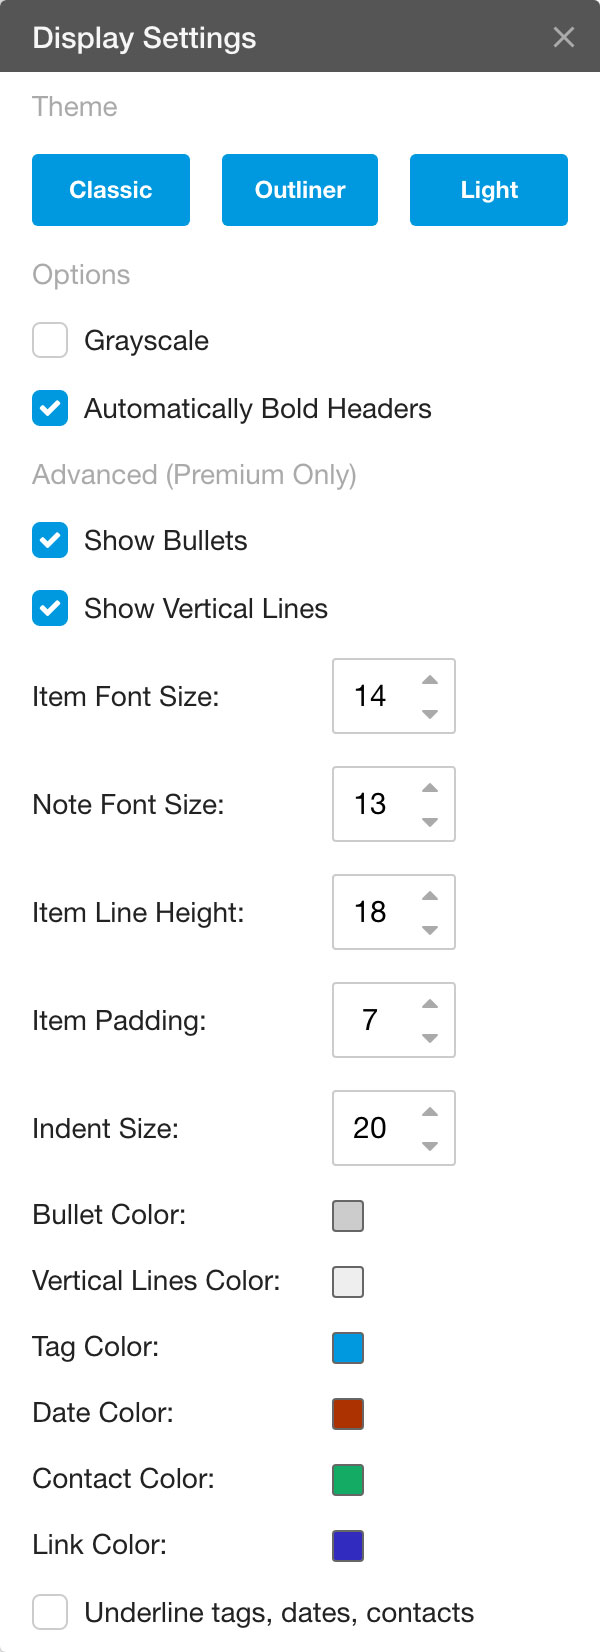 Display Settings
Theme
Classic Outliner Light
Options
Grayscale
Automatically Bold Headers
Advanced (Premium Only)
Show Bullets
Show Vertical Lines
Item Font Size: 14
Note Font Size: 13
Item Line Height: 18
Item Padding: 7
Indent Size: 20
Bullet Color:
Vertical Lines Color:
Tag Color:
Date Color:
Contact Color:
Link Color:
Underline tags, dates, contacts